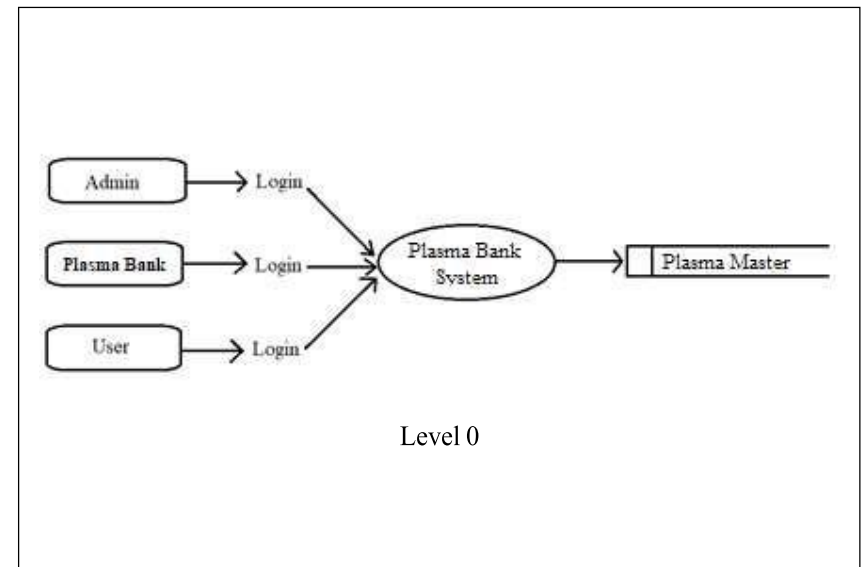 Admin
Login
Plasma Bank
Login
User
Login
Plasma Bank
System
Plasma Master
Level 0